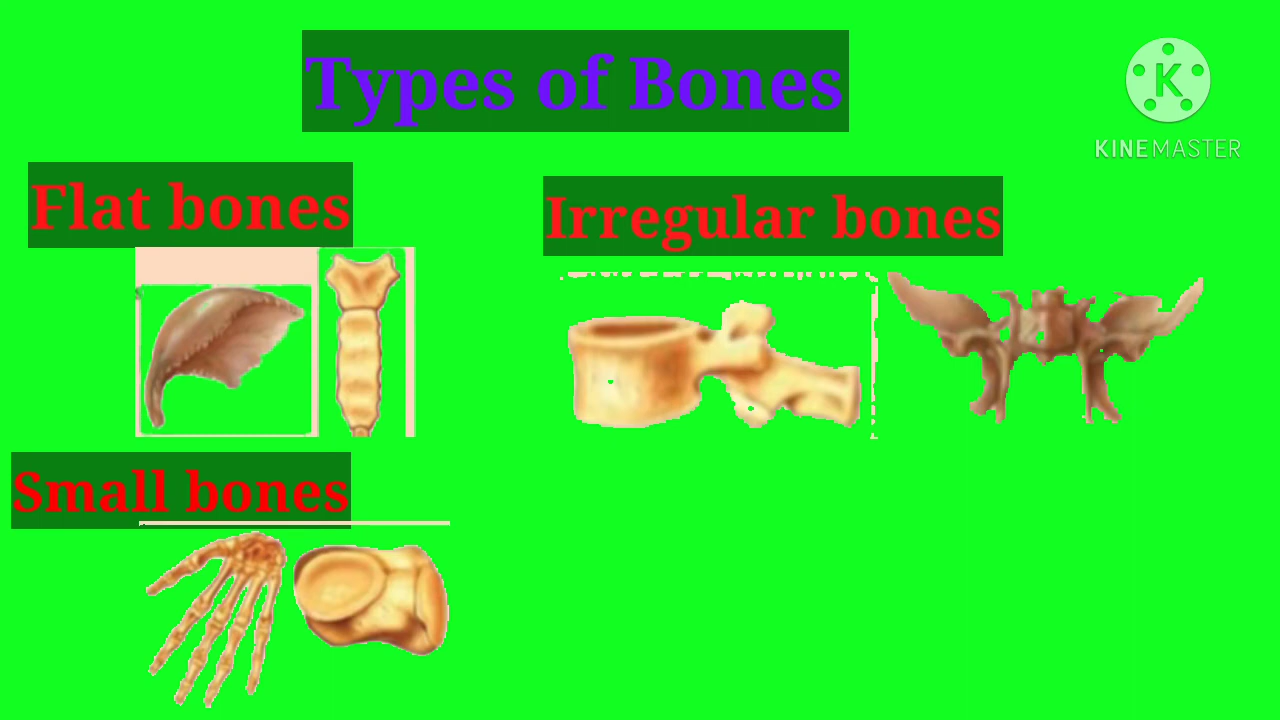 Types of Bones
K
KINEMASTER
Flat bones
Irregular bones
Small bones